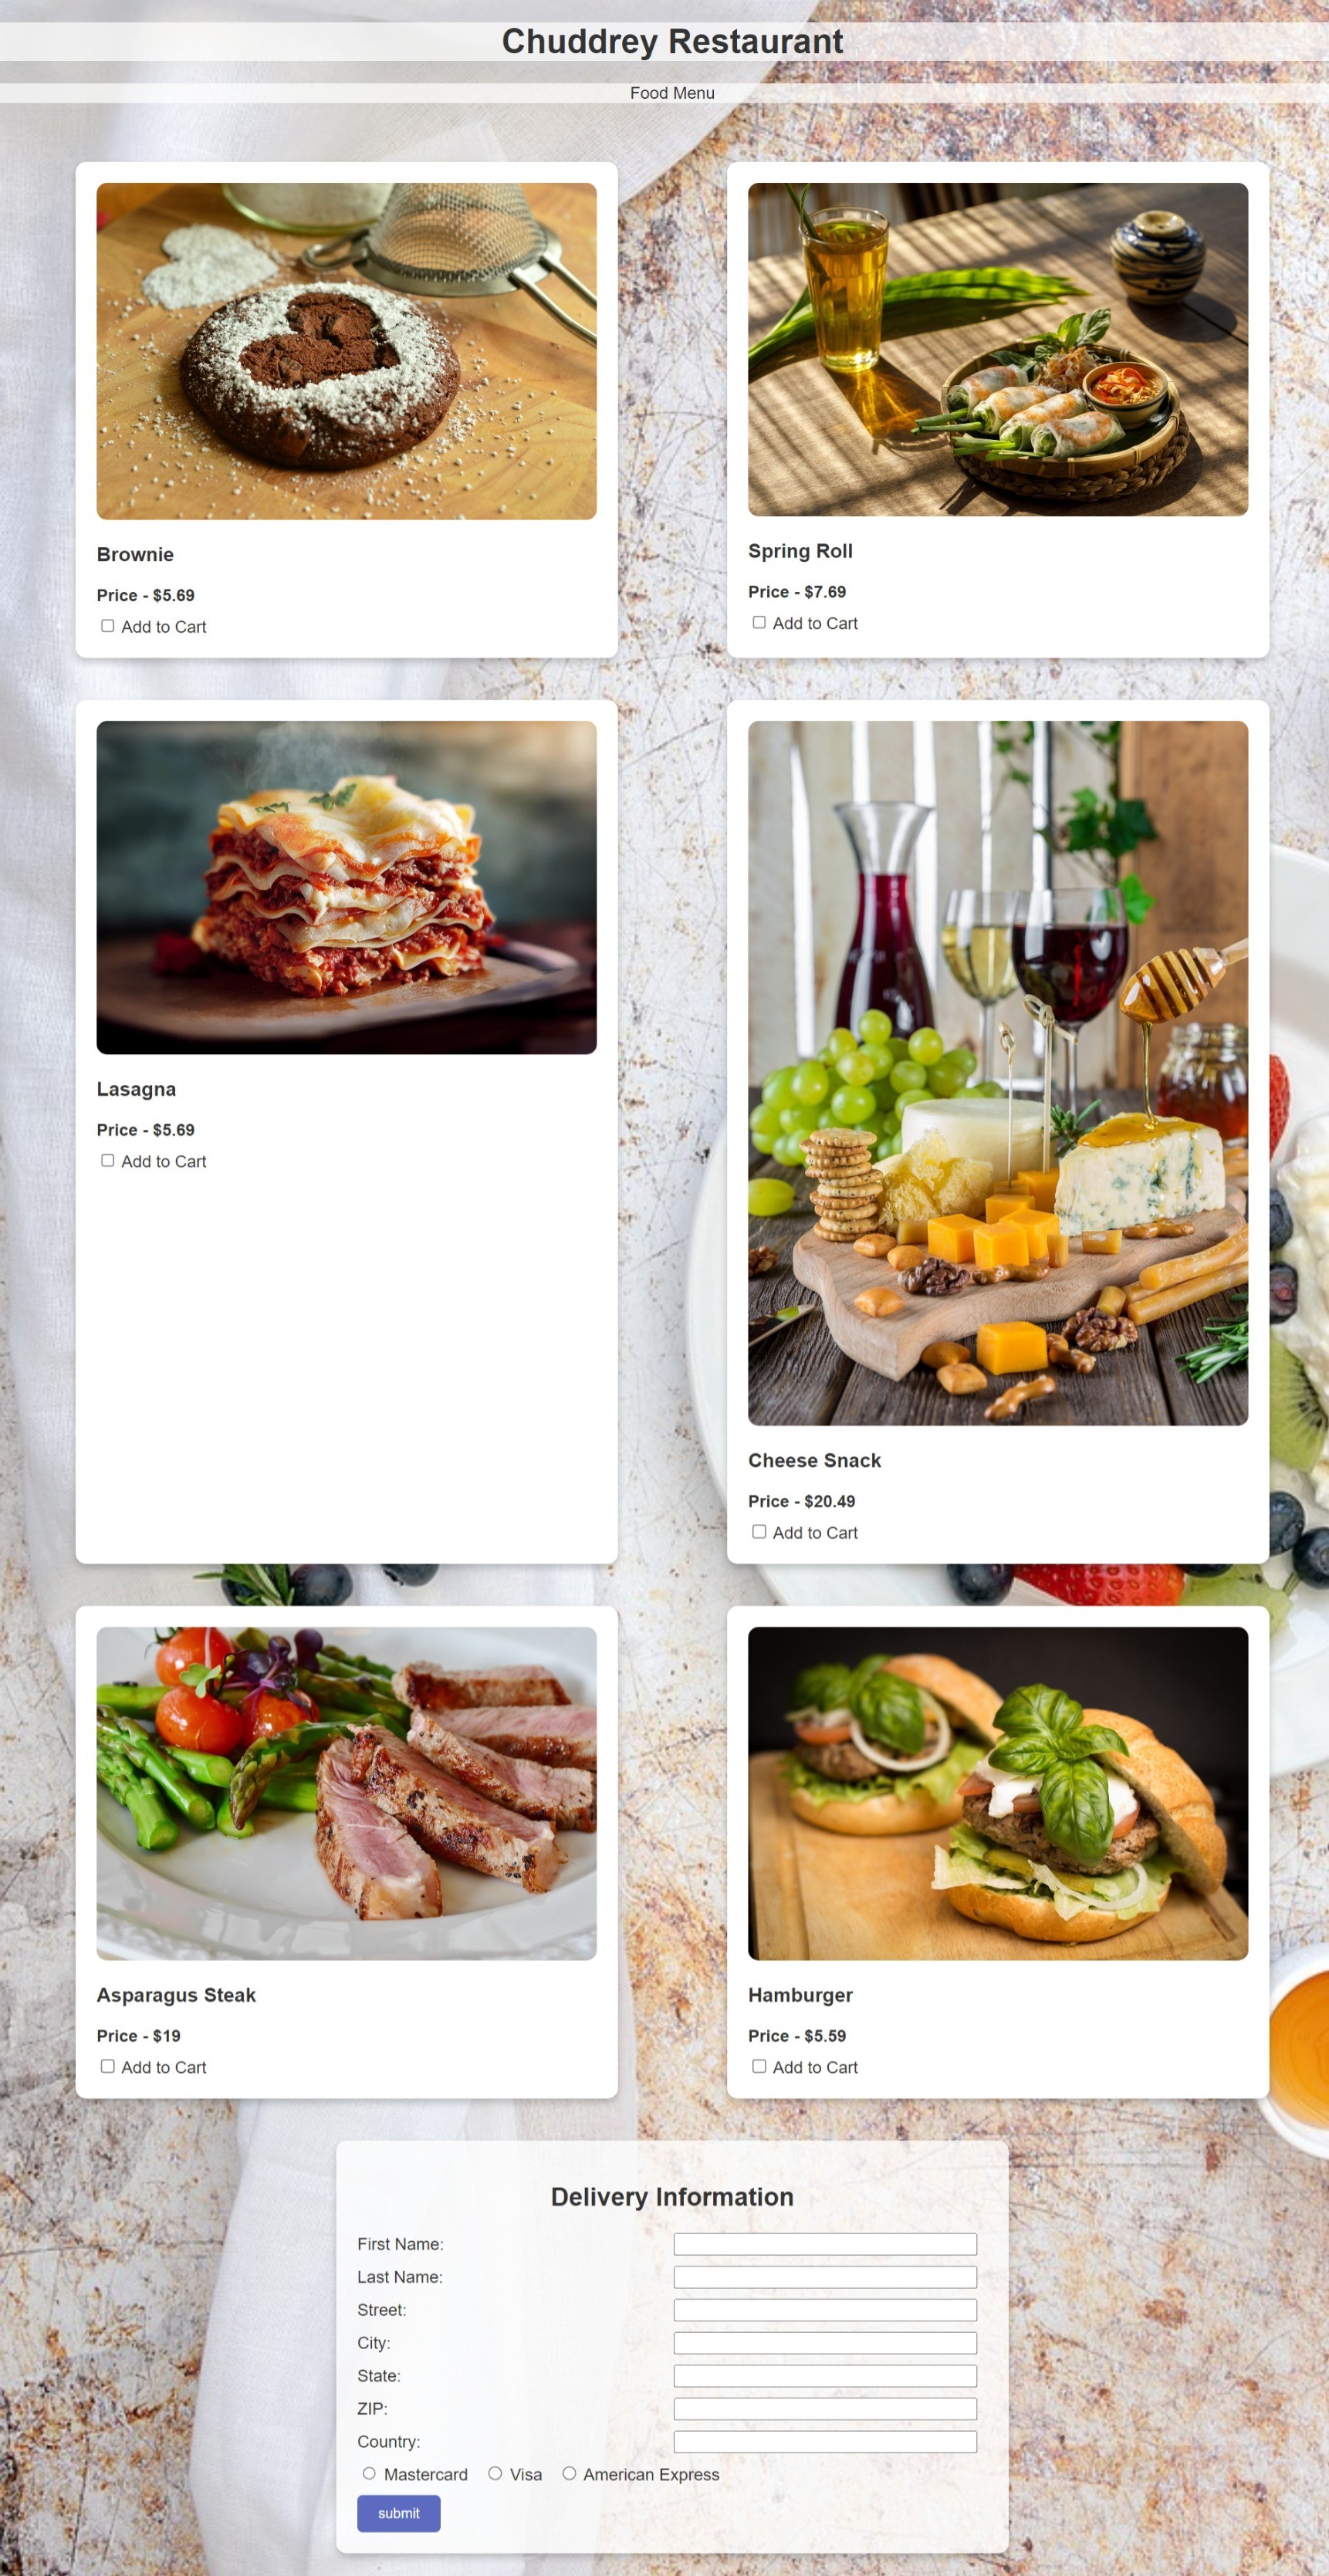 Chuddrey Restaurant
Food Menu
Brownie
Price - $5.69
Add to Cart
Spring Roll
Price - $7.69
Add to Cart
Lasagna
Price - $5.69
Add to Cart
Cheese Snack
Price - $20.49
Add to Cart
Asparagus Steak
Price - $19
Add to Cart
Hamburger
Price - $5.59
Add to Cart
Delivery Information
First Name:
Last Name:
Street:
City:
State:
ZIP:
Country:
Mastercard Visa American Express
submit